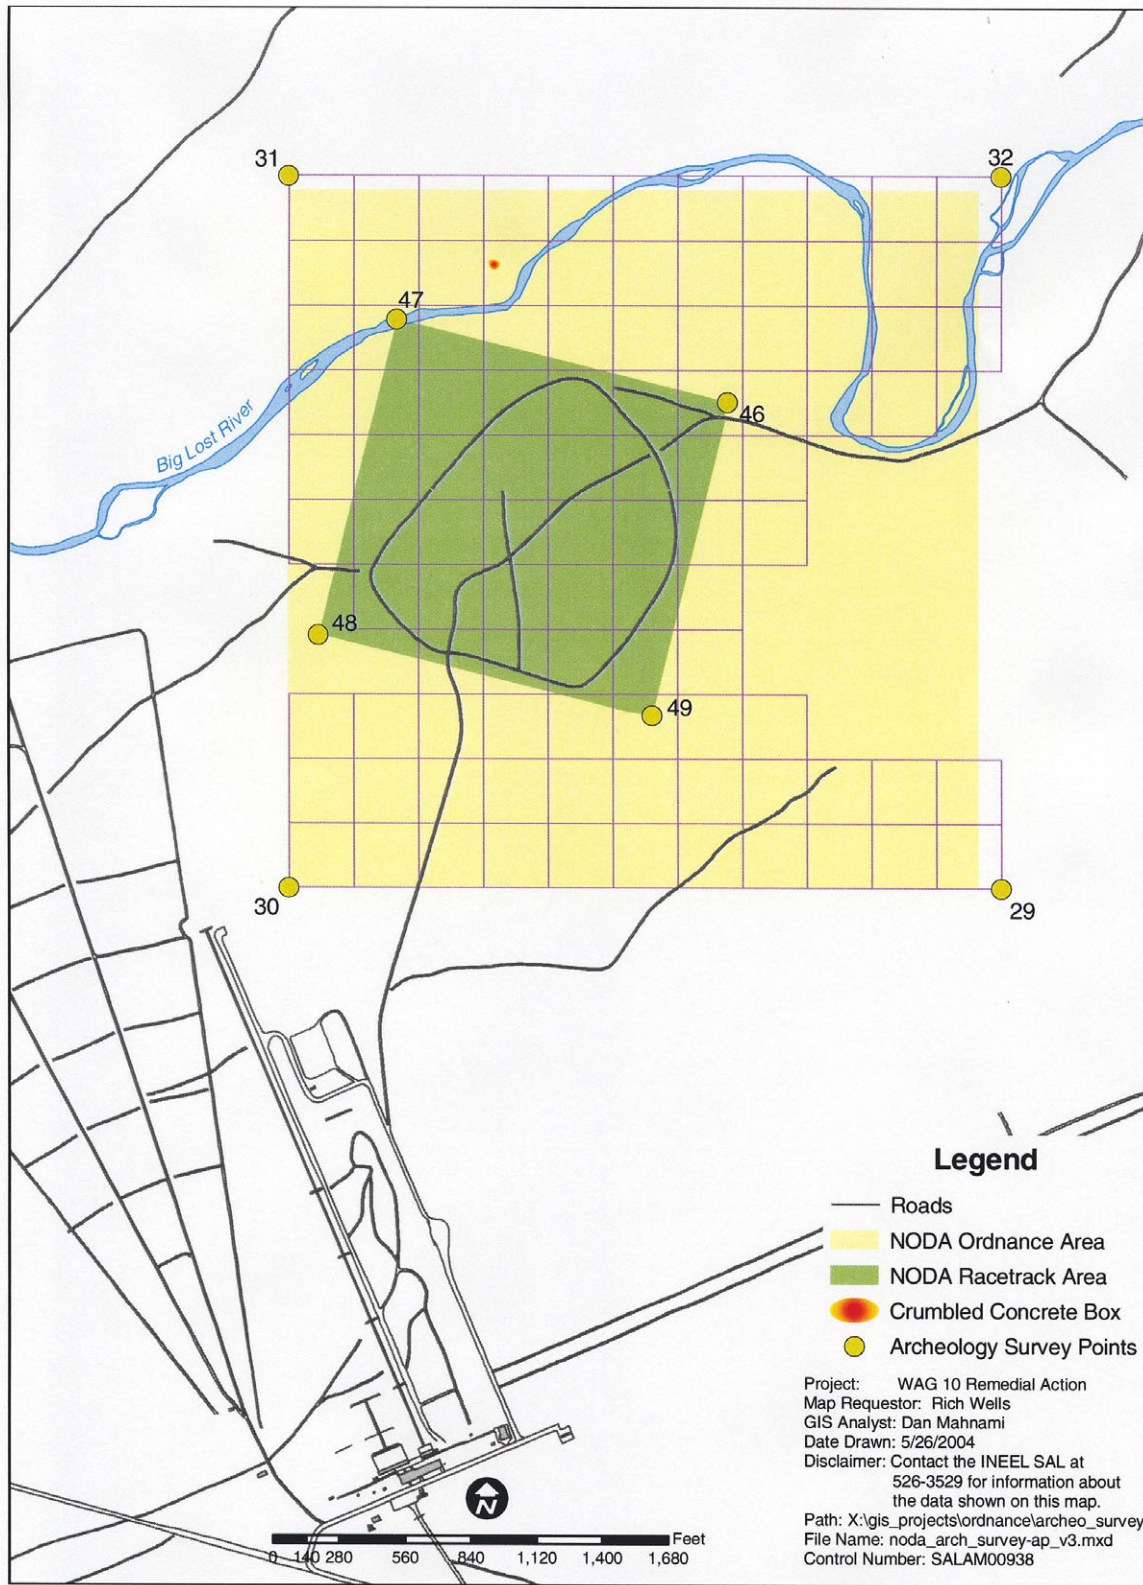 31
32
47
46
Big Lost River
48
49
30
29
Legend
Roads
NODA Ordnance Area
NODA Racetrack Area
Crumbled Concrete Box
Archeology Survey Points
Project: WAG 10 Remedial Action
Map Requestor: Rich Wells
GIS Analyst: Dan Mahnami
Date Drawn: 5/26/2004
Disclaimer: Contact the INEEL SAL at
526-3529 for information about
the data shown on this map.
Path: X:\gis_projects\ordnance\archeo_survey
File Name: noda_arch_survey-ap_v3.mxd
Control Number: SALAM00938
N
Feet
0 140 280 560 840 1,120 1,400 1,680